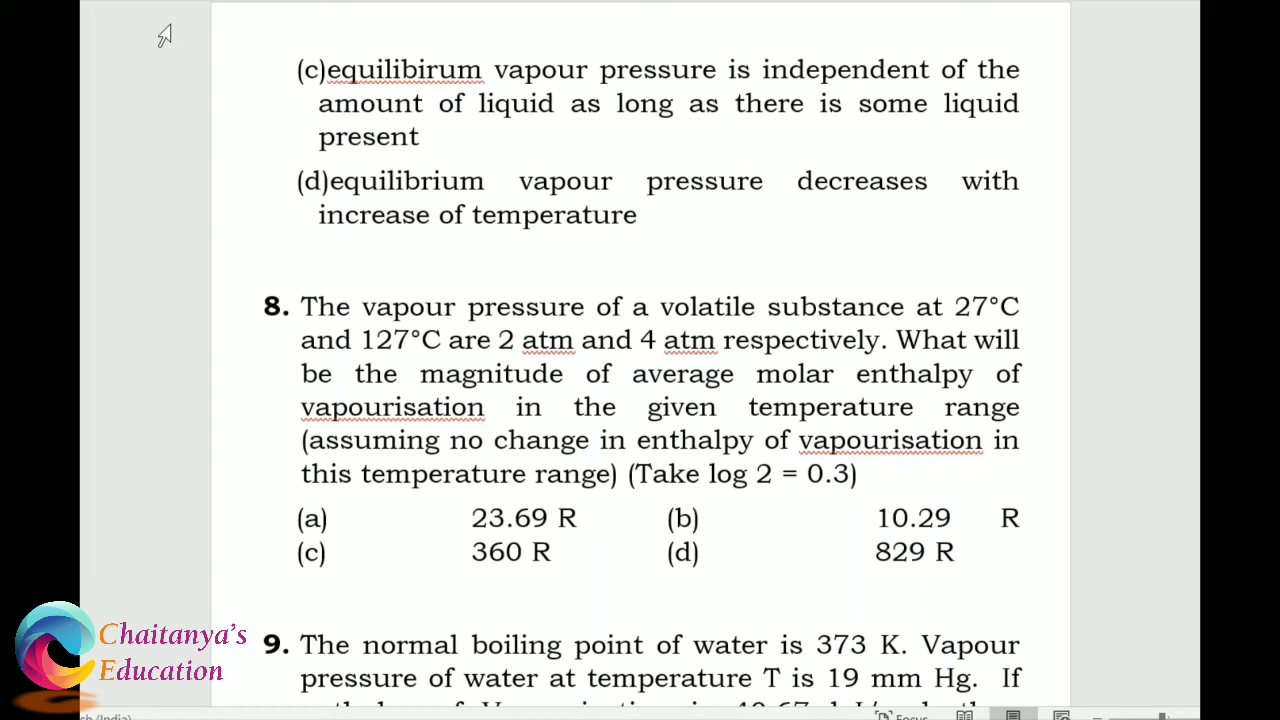 (c)equilibirum vapour pressure is independent of the
amount of liquid as long as there is some liquid
present
(d)equilibrium vapour pressure decreases with
increase of temperature
8. The vapour pressure of a volatile substance at 27°C
and 127°C are 2 atm and 4 atm respectively. What will
be the magnitude of average molar enthalpy of
vapourisation in the given temperature range
(assuming no change in enthalpy of vapourisation in
this temperature range) (Take log 2 = 0.3)
(a) 23.69 R (b) 10.29 R
(c) 360 R (d) 829 R
9. The normal boiling point of water is 373 K. Vapour
pressure of water at temperature T is 19 mm Hg. If
Chaitanya's
Education